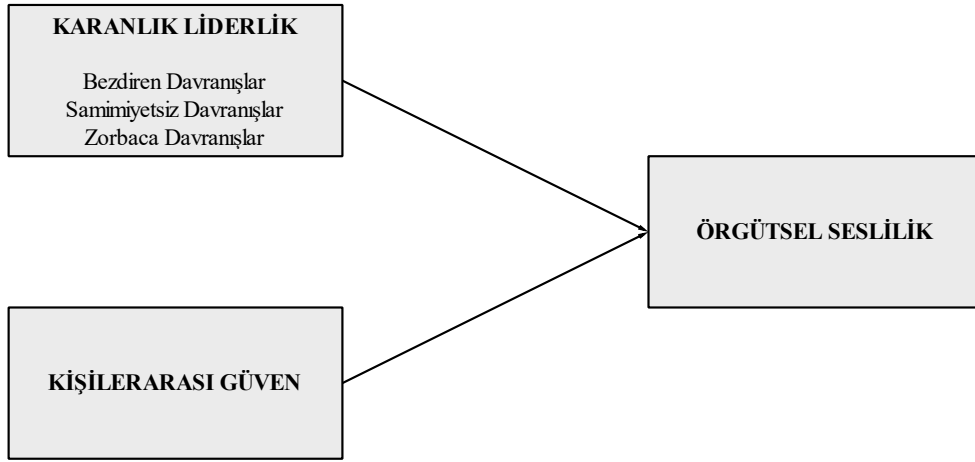 KARANLIK LİDERLİK
Bezdiren Davranışlar
Samimiyetsiz Davranışlar
Zorbaca Davranışlar
ÖRGÜTSEL SESLİLİK
KİŞİLERARASI GÜVEN